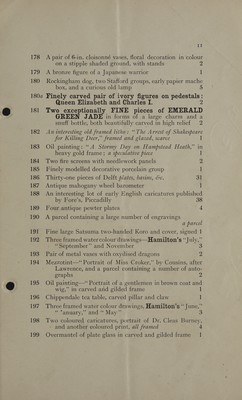 11
178 A pair of 6-in. cloisonné vases, floral decoration in colour
on a stipple shaded ground, with stands 2
179 A bronze figure of a Japanese warrior 1
180 Rockingham dog, two Stafford groups, early papier mache
box, and a curious old lamp 5
180a Finely carved pair of ivory figures on pedestals:
Queen Elizabeth and Charles I. 2
181 Two exceptionally FINE pieces of EMERALD
GREEN JADE in forms of a large charm and a
snuff bottle, both beautifully carved in high relief 2
182 An interesting old framed litho: "The Arrest of Shakespeare
for Killing Deer," framed and glazed, scarce 1
183 Oil painting: "A Stormy Day on Hampstead Heath," in
heavy gold frame; a speculative piece 1
184 Two fire screens with needlework panels 2
185 Finely modelled decorative porcelain group 1
186 Thirty-one pieces of Delft plates, basins, &c. 31
187 Antique mahogany wheel barometer 1
188 An interesting lot of early English caricatures published
by Fore's, Piccadilly 38
189 Four antique pewter plates 4
190 A parcel containing a large number of engravings
a parcel
191 Fine large Satsuma two-handed Koro and cover, signed 1
192 Three framed watercolour drawings—Hamilton's "July,"
"September" and November 3
193 Pair of metal vases with oxydised dragons 2
194 Mezzotint—"Portrait of Miss Croker," by Cousins, after
Lawrence, and a parcel containing a number of auto-
graphs 2
195 Oil painting—"Portrait of a gentleman in brown coat and
wig," in carved and gilded frame 1
196 Chippendale tea table, carved pillar and claw 1
197 Three framed water colour drawings, Hamilton's "June,"
"January," and "May" 3
198 Two coloured caricatures, portrait of Dr. Chas Burney,
and another coloured print, all framed 4
199 Overmantel of plate glass in carved and gilded frame 1